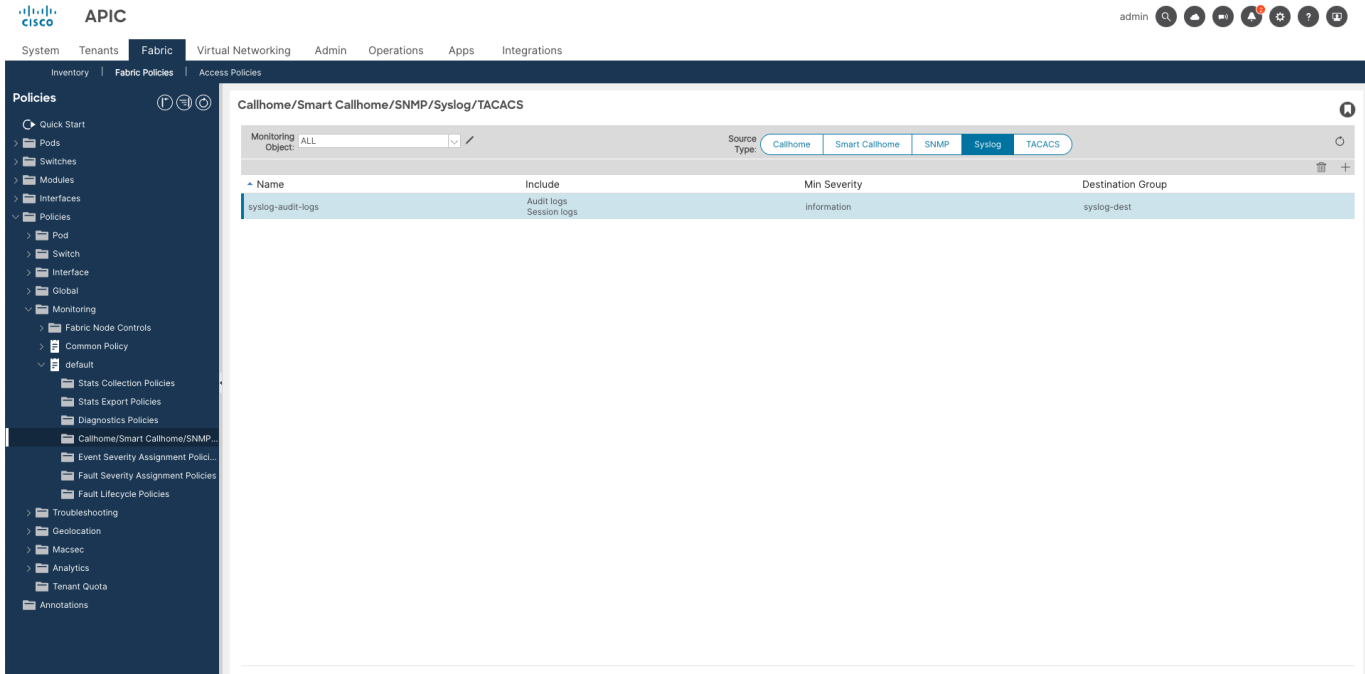 CISCO
APIC
admin
2
System Tenants Fabric Virtual Networking Admin Operations Apps Integrations
Inventory | Fabric Policies | Access Policies
Policies
Quick Start
Pods
Switches
Modules
Interfaces
Policies
Pod
Switch
Interface
Global
Monitoring
Fabric Node Controls
Common Policy
default
Stats Collection Policies
Stats Export Policies
Diagnostics Policies
Callhome/Smart Callhome/SNMP...
Event Severity Assignment Polici...
Fault Severity Assignment Policies
Fault Lifecycle Policies
Troubleshooting
Geolocation
Macsec
Analytics
Tenant Quota
Annotations
Callhome/Smart Callhome/SNMP/Syslog/TACACS
Monitoring
Object:
ALL
Source
Type:
Callhome Smart Callhome SNMP Syslog TACACS
Name Include Min Severity Destination Group
syslog-audit-logs
Audit logs
Session logs
information
syslog-dest